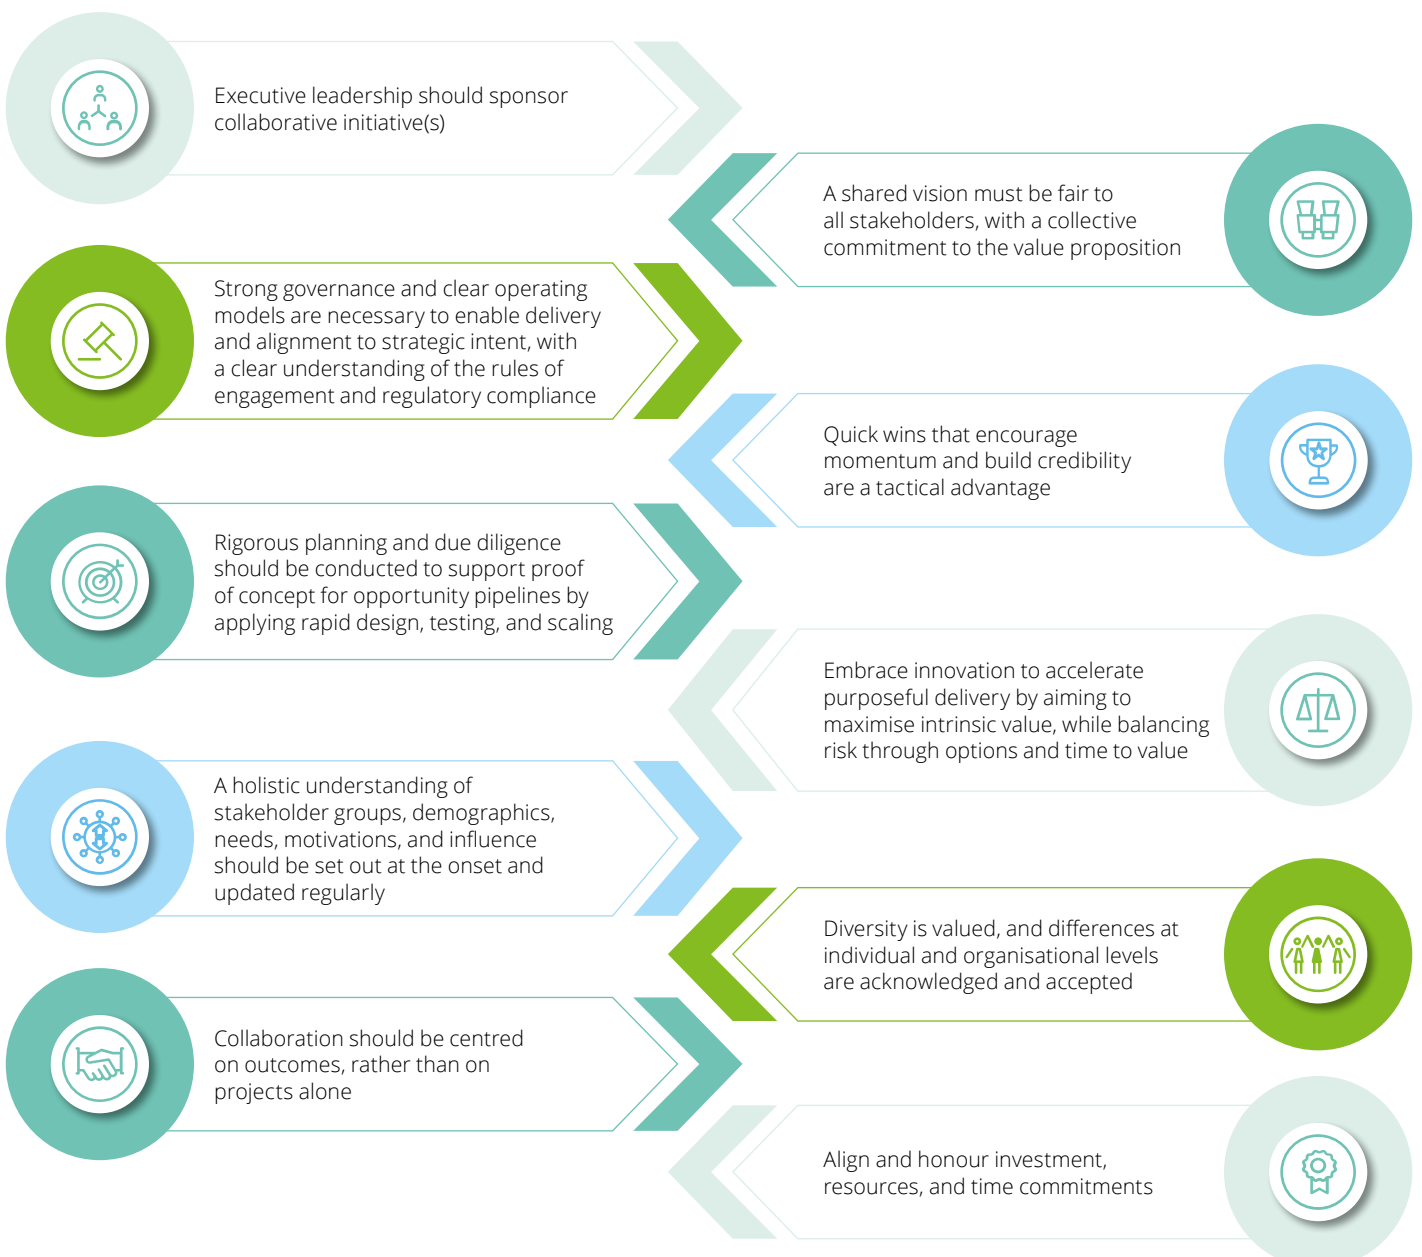 Executive leadership should sponsor
collaborative initiative(s)
A shared vision must be fair to
all stakeholders, with a collective
commitment to the value proposition
Strong governance and clear operating
models are necessary to enable delivery
and alignment to strategic intent, with
a clear understanding of the rules of
engagement and regulatory compliance
Quick wins that encourage
momentum and build credibility
are a tactical advantage
Rigorous planning and due diligence
should be conducted to support proof
of concept for opportunity pipelines by
applying rapid design, testing, and scaling
Embrace innovation to accelerate
purposeful delivery by aiming to
maximise intrinsic value, while balancing
risk through options and time to value
A holistic understanding of
stakeholder groups, demographics,
needs, motivations, and influence
should be set out at the onset and
updated regularly
Diversity is valued, and differences at
individual and organisational levels
are acknowledged and accepted
Collaboration should be centred
on outcomes, rather than on
projects alone
Align and honour investment,
resources, and time commitments